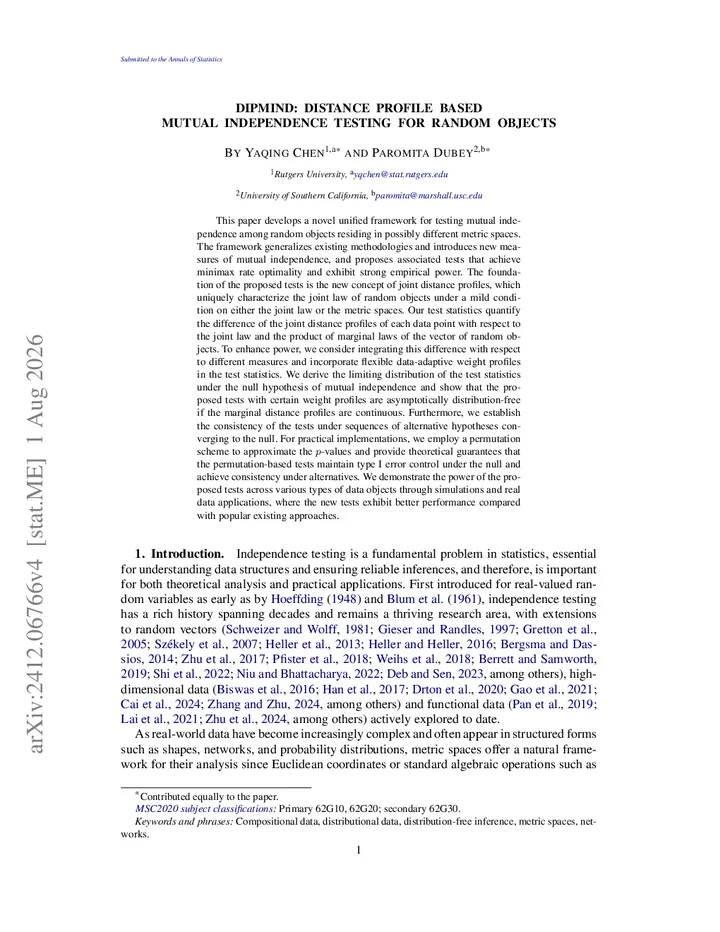 Submitted to the Annals of Statistics
DIPMIND: DISTANCE PROFILE BASED
MUTUAL INDEPENDENCE TESTING FOR RANDOM OBJECTS
BY YAQING CHEN1,a* AND PAROMITA DUBEY2,b*
1Rutgers University, ayqchen@stat.rutgers.edu
2University of Southern California, bparomita@marshall.usc.edu
This paper develops a novel unified framework for testing mutual inde-
pendence among random objects residing in possibly different metric spaces.
The framework generalizes existing methodologies and introduces new mea-
sures of mutual independence, and proposes associated tests that achieve
minimax rate optimality and exhibit strong empirical power. The founda-
tion of the proposed tests is the new concept of joint distance profiles, which
uniquely characterize the joint law of random objects under a mild condi-
tion on either the joint law or the metric spaces. Our test statistics quantify
the difference of the joint distance profiles of each data point with respect to
the joint law and the product of marginal laws of the vector of random ob-
jects. To enhance power, we consider integrating this difference with respect
to different measures and incorporate flexible data-adaptive weight profiles
in the test statistics. We derive the limiting distribution of the test statistics
under the null hypothesis of mutual independence and show that the pro-
posed tests with certain weight profiles are asymptotically distribution-free
if the marginal distance profiles are continuous. Furthermore, we establish
the consistency of the tests under sequences of alternative hypotheses con-
verging to the null. For practical implementations, we employ a permutation
scheme to approximate the p-values and provide theoretical guarantees that
the permutation-based tests maintain type I error control under the null and
achieve consistency under alternatives. We demonstrate the power of the pro-
posed tests across various types of data objects through simulations and real
data applications, where the new tests exhibit better performance compared
with popular existing approaches.
1. Introduction. Independence testing is a fundamental problem in statistics, essential
for understanding data structures and ensuring reliable inferences, and therefore, is important
for both theoretical analysis and practical applications. First introduced for real-valued ran-
dom variables as early as by Hoeffding (1948) and Blum et al. (1961), independence testing
has a rich history spanning decades and remains a thriving research area, with extensions
to random vectors (Schweizer and Wolff, 1981; Gieser and Randles, 1997; Gretton et al.,
2005; Székely et al., 2007; Heller et al., 2013; Heller and Heller, 2016; Bergsma and Das-
sios, 2014; Zhu et al., 2017; Pfister et al., 2018; Weihs et al., 2018; Berrett and Samworth,
2019; Shi et al., 2022; Niu and Bhattacharya, 2022; Deb and Sen, 2023, among others), high-
dimensional data (Biswas et al., 2016; Han et al., 2017; Drton et al., 2020; Gao et al., 2021;
Cai et al., 2024; Zhang and Zhu, 2024, among others) and functional data (Pan et al., 2019;
Lai et al., 2021; Zhu et al., 2024, among others) actively explored to date.
As real-world data have become increasingly complex and often appear in structured forms
such as shapes, networks, and probability distributions, metric spaces offer a natural frame-
work for their analysis since Euclidean coordinates or standard algebraic operations such as
*Contributed equally to the paper.
MSC2020 subject classifications: Primary 62G10, 62G20; secondary 62G30.
Keywords and phrases: Compositional data, distributional data, distribution-free inference, metric spaces, net-
works.
1
arXiv:2412.06766v4 [stat.ME] 1 Aug 2026